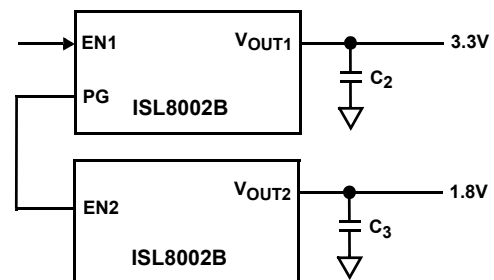 EN1 VOUT1 3.3V
C2
PG
ISL8002B
EN2 VOUT2 1.8V
C3
ISL8002B